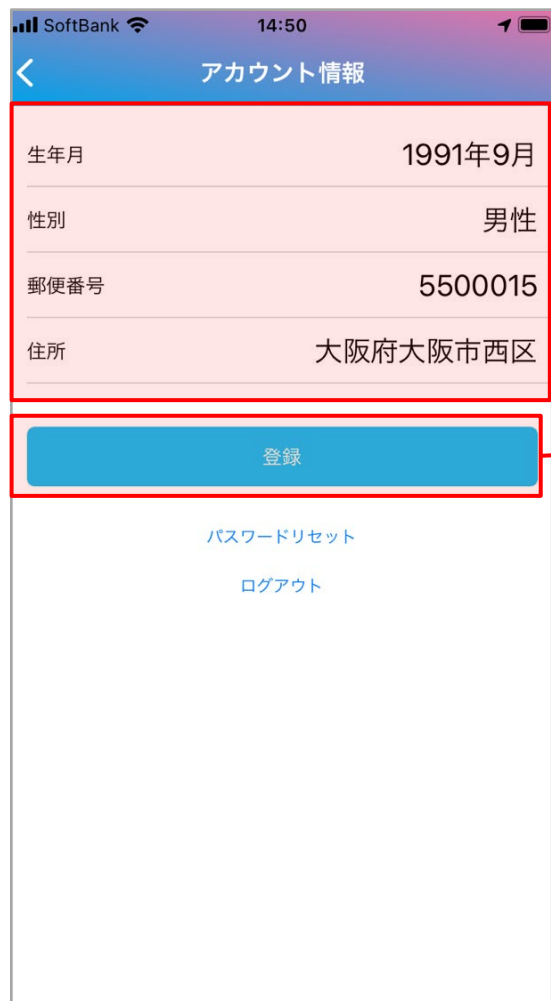 SoftBank 14:50
アカウント情報
生年月 1991年9月
性別 男性
郵便番号 5500015
住所 大阪府大阪市西区
登録
パスワードリセット
ログアウト